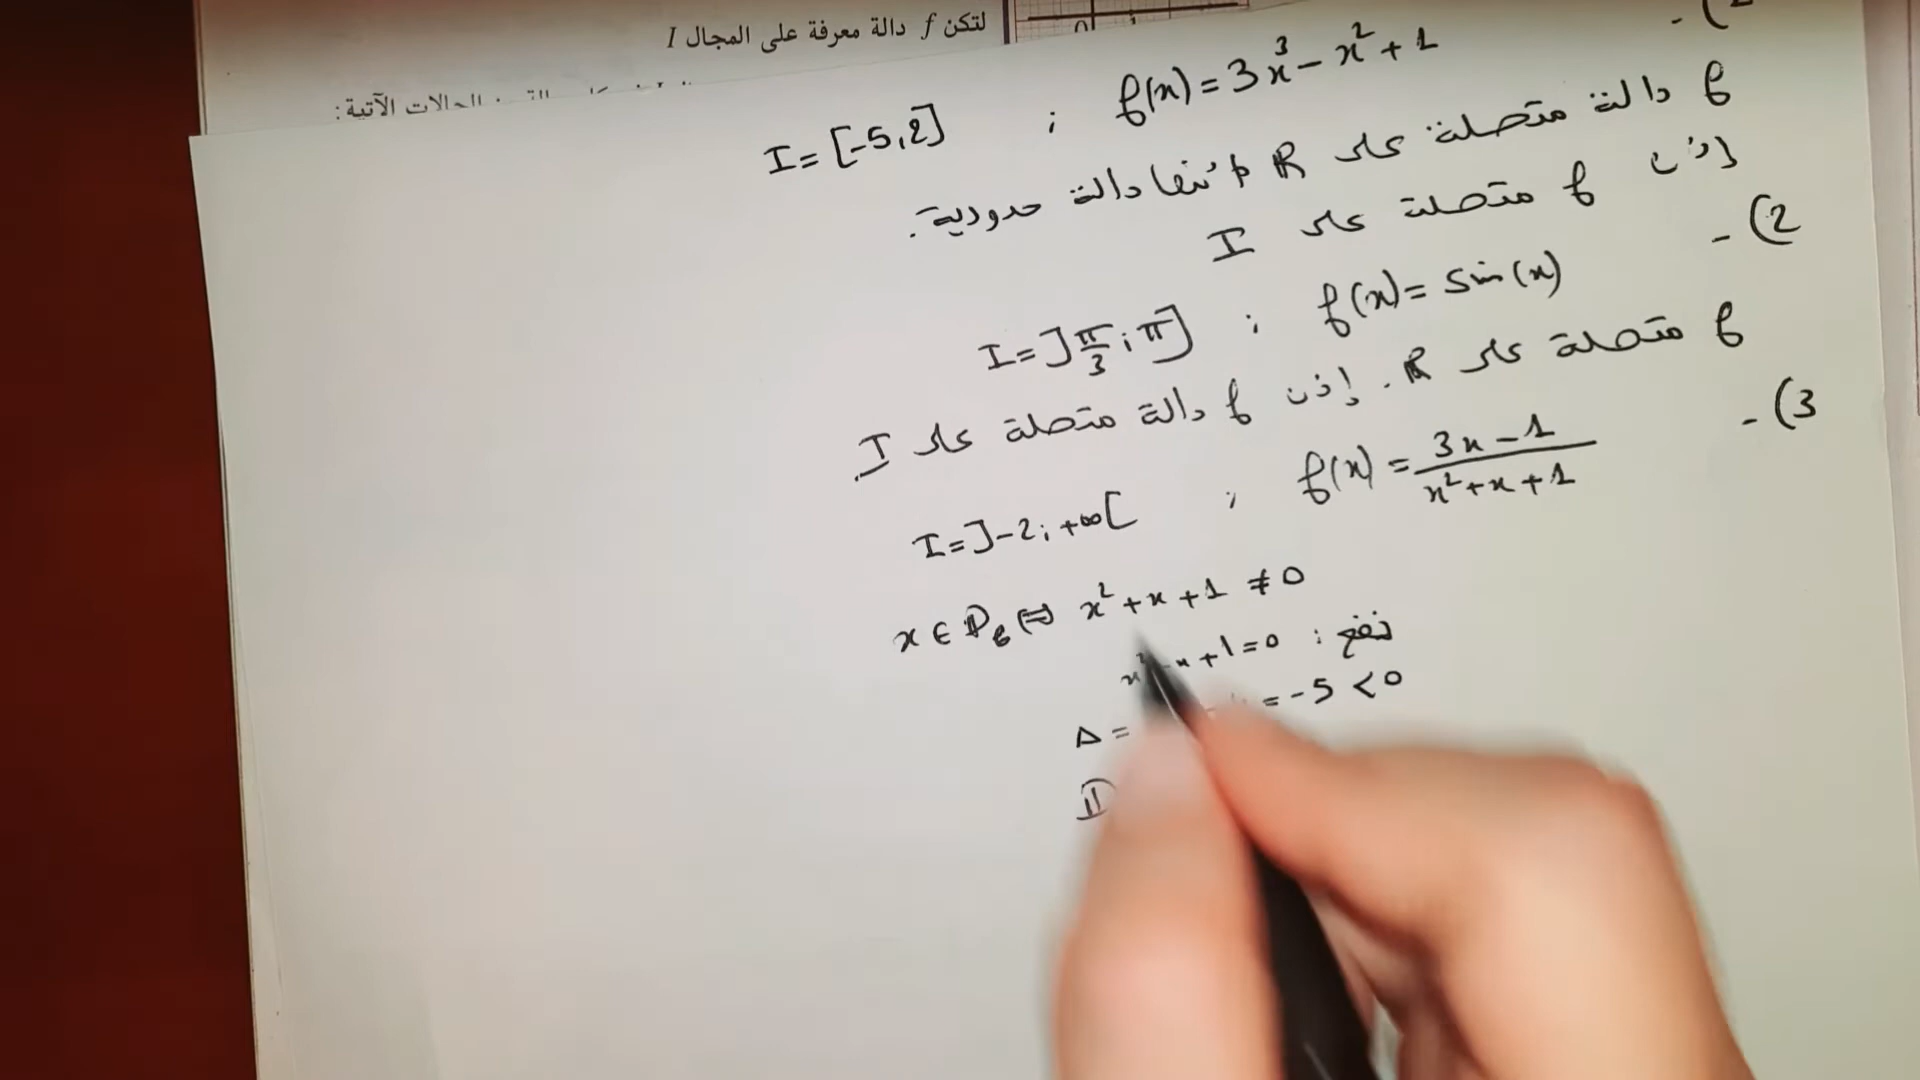 لتكن f دالة معرفة على المجال I
الحالات الآتية:
I = [-5,2] ; f(x) = 3x³ - x² + 1
f دالة متصلة على R لأنها دالة حدودية.
إذن f متصلة على I
2) -
I = ]π/3 ; π] ; f(x) = sin(x)
f متصلة على R. إذن f دالة متصلة على I.
3) -
I = ]-2 ; +∞[ ; f(x) = (3x - 1)/(x² + x + 1)
x ∈ D_f ⇔ x² + x + 1 ≠ 0
نضع : x + 1 = 0
Δ = = -5 < 0
D